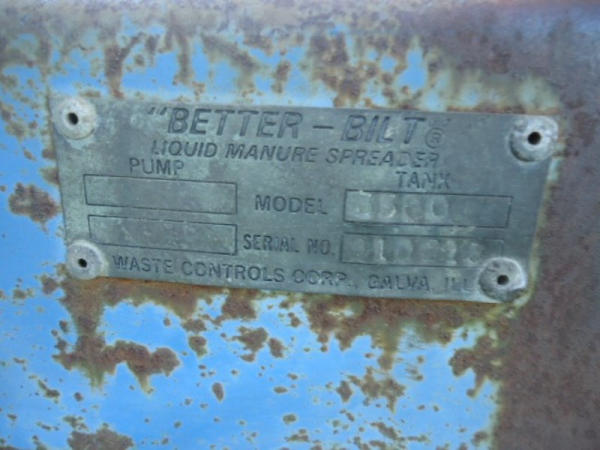 "BETTER-BILT®
LIQUID MANURE SPREADER
PUMP TANK
MODEL
SERIAL NO.
WASTE CONTROLS CORP., GALVA, ILL